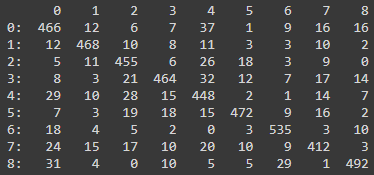 0 1 2 3 4 5 6 7 8
0: 466 12 6 7 37 1 9 16 16
1: 12 468 10 8 11 3 3 10 2
2: 5 11 455 6 26 18 3 9 0
3: 8 3 21 464 32 12 7 17 14
4: 29 10 28 15 448 2 1 14 7
5: 7 3 19 18 15 472 9 16 2
6: 18 4 5 2 0 3 535 3 10
7: 24 15 17 10 20 10 9 412 3
8: 31 4 0 10 5 5 29 1 492